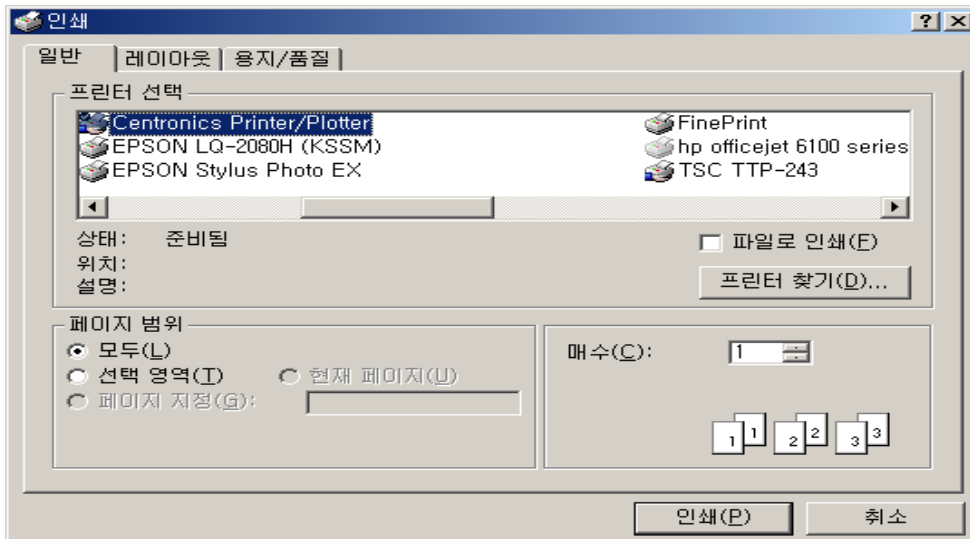 인쇄
일반 레이아웃 용지/품질
프린터 선택
Centronics Printer/Plotter FinePrint
EPSON LQ-2080H (KSSM) hp officejet 6100 series
EPSON Stylus Photo EX TSC TTP-243
상태: 준비됨 파일로 인쇄(F)
위치:
설명: 프린터 찾기(D)...
페이지 범위
모두(L) 매수(C): 1
선택 영역(T) 현재 페이지(U)
페이지 지정(G):
1 1 2 2 3 3
인쇄(P) 취소